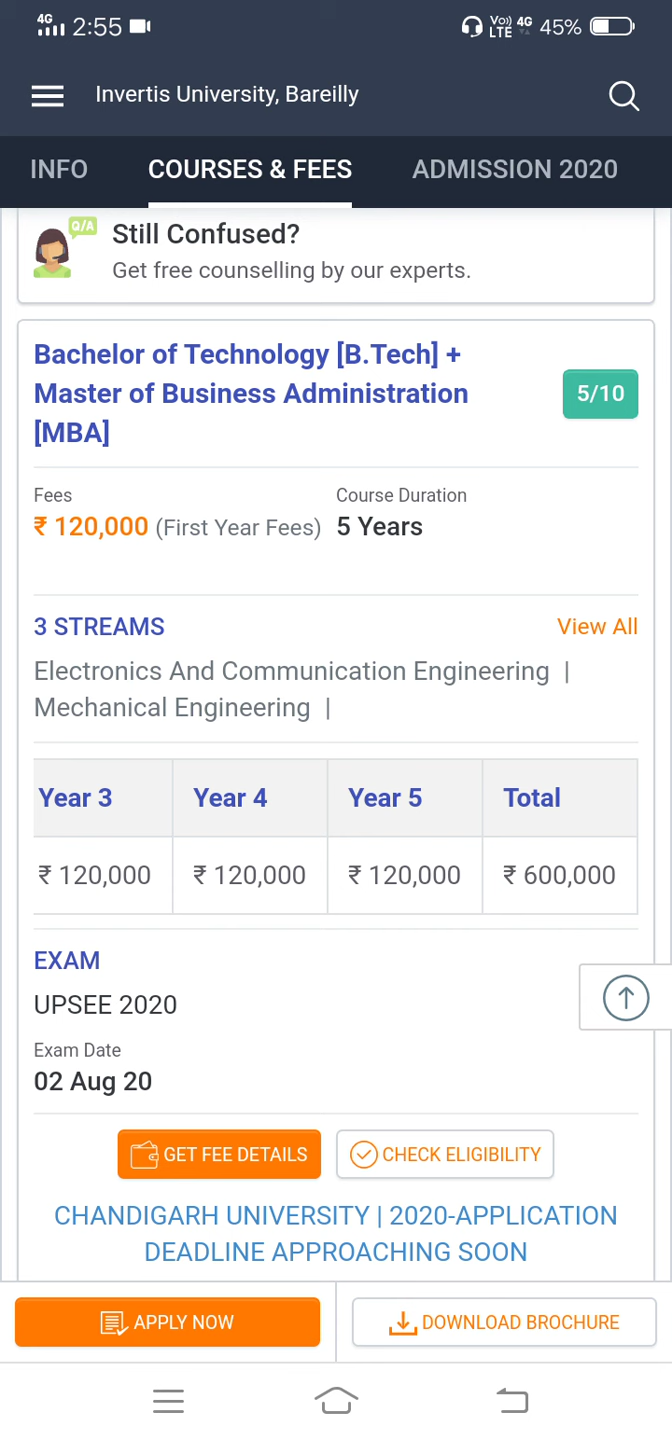 4G 2:55 Vo)) LTE 4G 45%
Invertis University, Bareilly
INFO COURSES & FEES ADMISSION 2020
Q/A Still Confused?
Get free counselling by our experts.
Bachelor of Technology [B.Tech] +
Master of Business Administration
[MBA]
5/10
Fees Course Duration
₹ 120,000 (First Year Fees) 5 Years
3 STREAMS View All
Electronics And Communication Engineering |
Mechanical Engineering |
Year 3 Year 4 Year 5 Total
₹ 120,000 ₹ 120,000 ₹ 120,000 ₹ 600,000
EXAM
UPSEE 2020
Exam Date
02 Aug 20
GET FEE DETAILS CHECK ELIGIBILITY
CHANDIGARH UNIVERSITY | 2020-APPLICATION
DEADLINE APPROACHING SOON
APPLY NOW DOWNLOAD BROCHURE